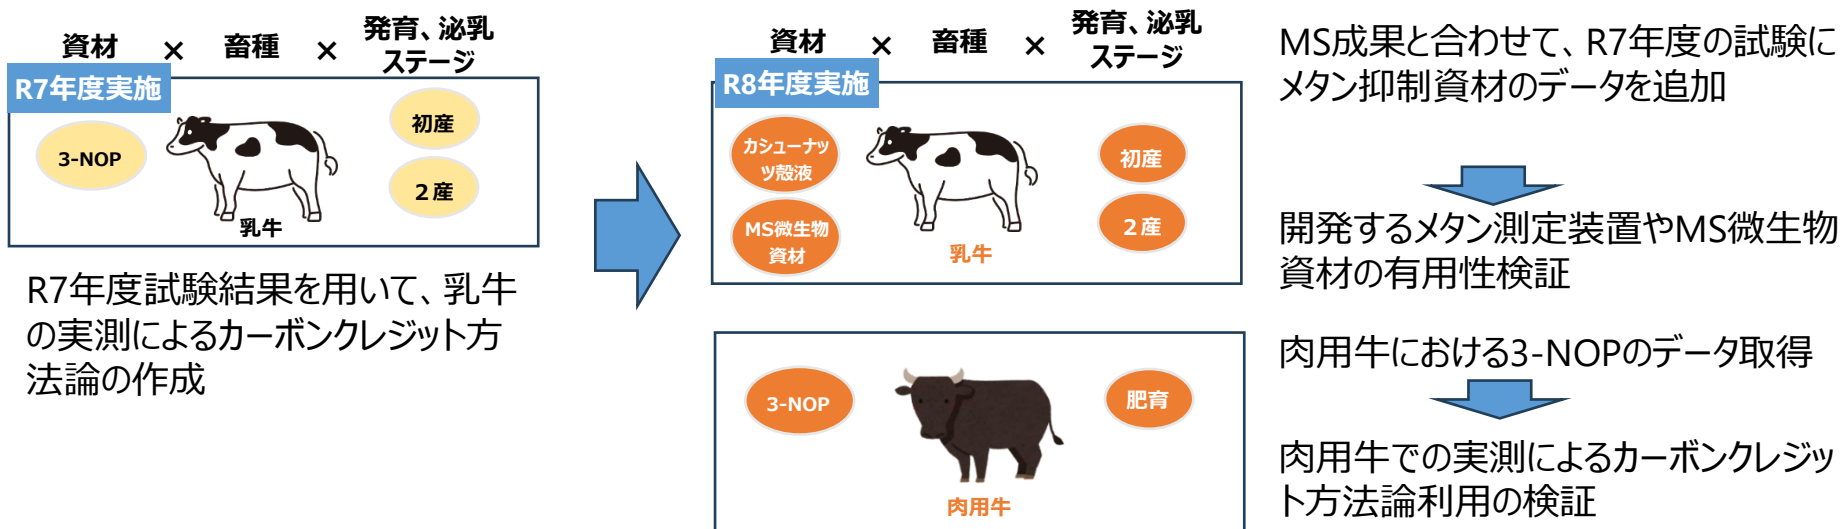 資材 × 畜種 × 発育、泌乳
ステージ
R7年度実施
3-NOP
初産
２産
乳牛
R7年度試験結果を用いて、乳牛
の実測によるカーボンクレジット方
法論の作成
資材 × 畜種 × 発育、泌乳
ステージ
R8年度実施
カシューナッ
ツ殻液
MS微生物
資材
初産
２産
乳牛
3-NOP
肥育
肉用牛
MS成果と合わせて、R7年度の試験に
メタン抑制資材のデータを追加
開発するメタン測定装置やMS微生物
資材の有用性検証
肉用牛における3-NOPのデータ取得
肉用牛での実測によるカーボンクレジッ
ト方法論利用の検証